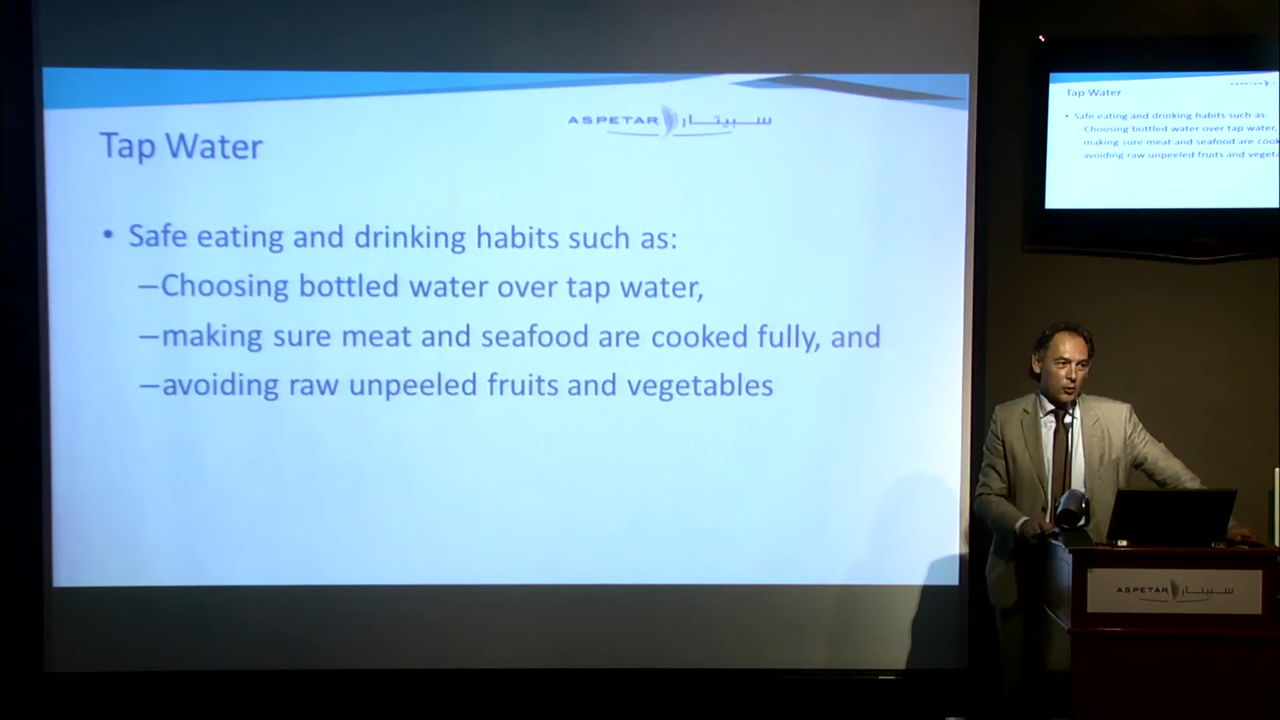 ASPETAR سبيتار
Tap Water
• Safe eating and drinking habits such as:
–Choosing bottled water over tap water,
–making sure meat and seafood are cooked fully, and
–avoiding raw unpeeled fruits and vegetables
Tap Water
• Safe eating and drinking habits such as:
–Choosing bottled water over tap water,
–making sure meat and seafood are
–avoiding raw unpeeled fruits and
ASPETAR سبيتار